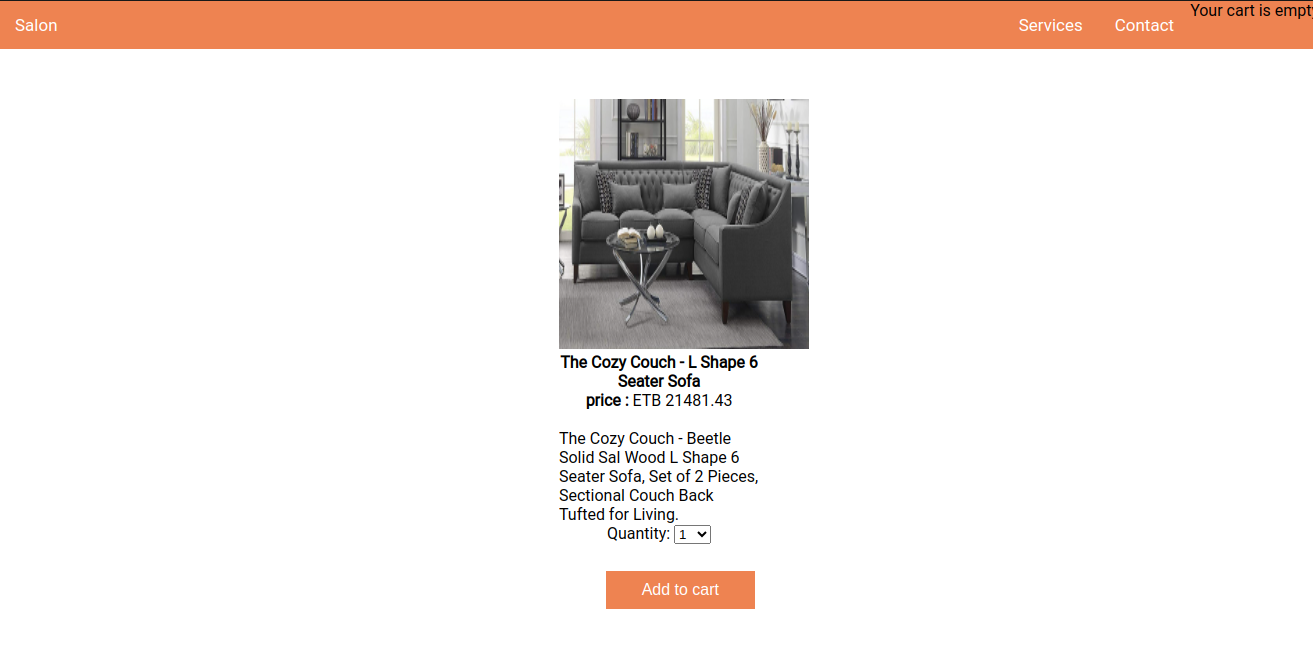 Salon
Services
Contact
Your cart is empty
The Cozy Couch - L Shape 6
Seater Sofa
price : ETB 21481.43
The Cozy Couch - Beetle
Solid Sal Wood L Shape 6
Seater Sofa, Set of 2 Pieces,
Sectional Couch Back
Tufted for Living.
Quantity: 1
Add to cart